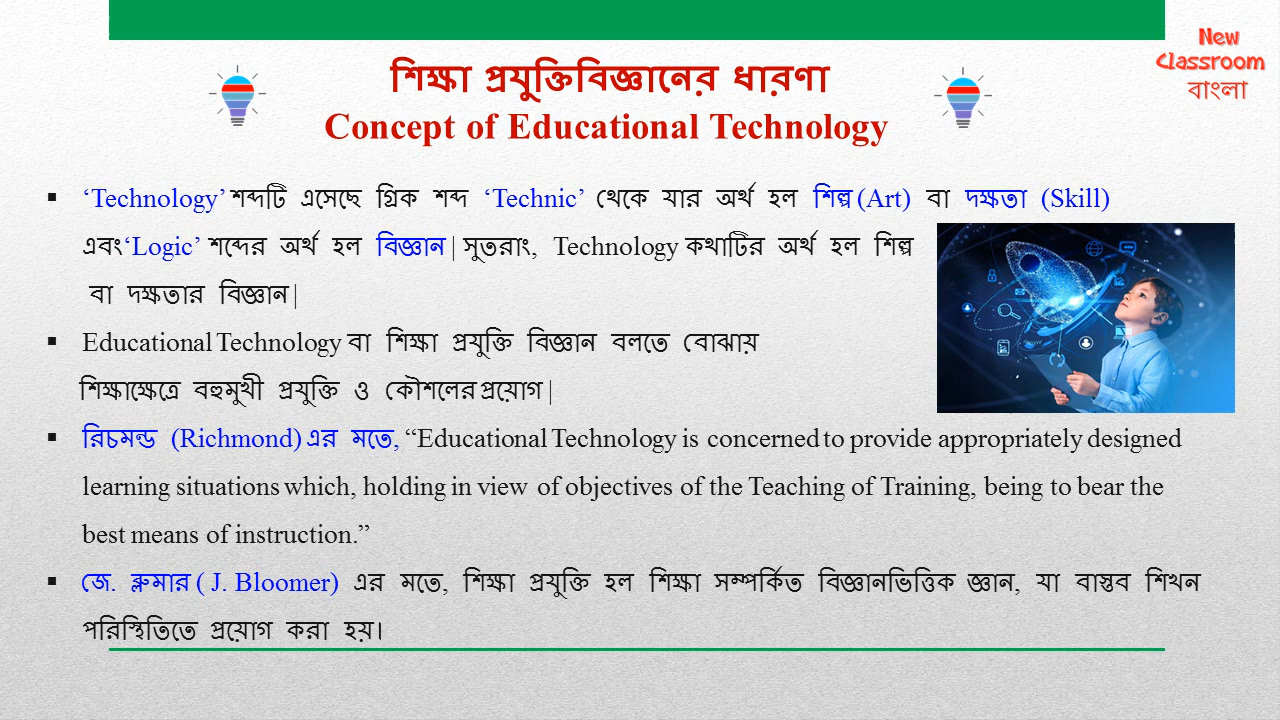 New
Classroom
বাংলা
শিক্ষা প্রযুক্তিবিজ্ঞানের ধারণা
Concept of Educational Technology
▪ ‘Technology’ শব্দটি এসেছে গ্রিক শব্দ ‘Technic’ থেকে যার অর্থ হল শিল্প (Art) বা দক্ষতা (Skill)
এবং ‘Logic’ শব্দের অর্থ হল বিজ্ঞান | সুতরাং, Technology কথাটির অর্থ হল শিল্প
বা দক্ষতার বিজ্ঞান |
▪ Educational Technology বা শিক্ষা প্রযুক্তি বিজ্ঞান বলতে বোঝায়
শিক্ষাক্ষেত্রে বহুমুখী প্রযুক্তি ও কৌশলের প্রয়োগ |
▪ রিচমন্ড (Richmond) এর মতে, “Educational Technology is concerned to provide appropriately designed
learning situations which, holding in view of objectives of the Teaching of Training, being to bear the
best means of instruction.”
▪ জে. ব্লুমার ( J. Bloomer) এর মতে, শিক্ষা প্রযুক্তি হল শিক্ষা সম্পর্কিত বিজ্ঞানভিত্তিক জ্ঞান, যা বাস্তব শিখন
পরিস্থিতিতে প্রয়োগ করা হয়।